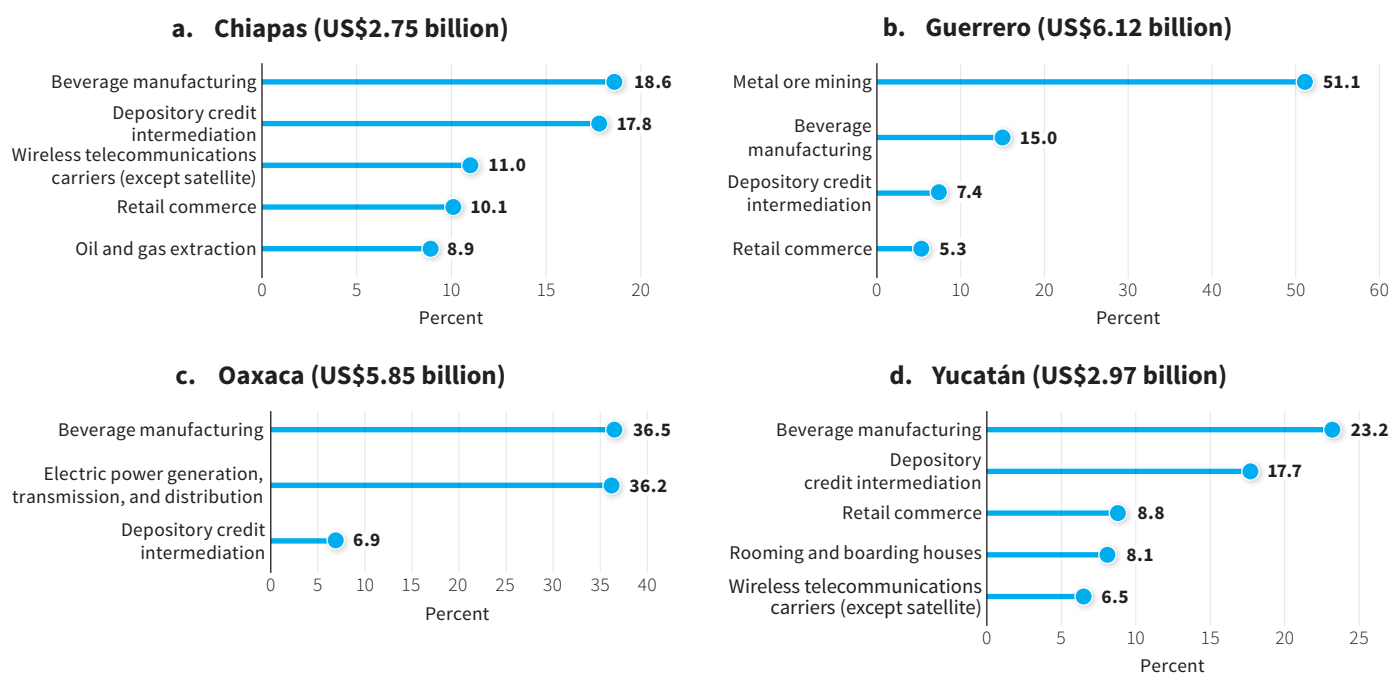 a. Chiapas (US$2.75 billion)
Beverage manufacturing
18.6
Depository credit
intermediation
17.8
Wireless telecommunications
carriers (except satellite)
11.0
Retail commerce
10.1
Oil and gas extraction
8.9
0 5 10 15 20
Percent
b. Guerrero (US$6.12 billion)
Metal ore mining
51.1
Beverage
manufacturing
15.0
Depository credit
intermediation
7.4
Retail commerce
5.3
0 10 20 30 40 50 60
Percent
c. Oaxaca (US$5.85 billion)
Beverage manufacturing
36.5
Electric power generation,
transmission, and distribution
36.2
Depository credit
intermediation
6.9
0 5 10 15 20 25 30 35 40
Percent
d. Yucatán (US$2.97 billion)
Beverage manufacturing
23.2
Depository
credit intermediation
17.7
Retail commerce
8.8
Rooming and boarding houses
8.1
Wireless telecommunications
carriers (except satellite)
6.5
0 5 10 15 20 25
Percent